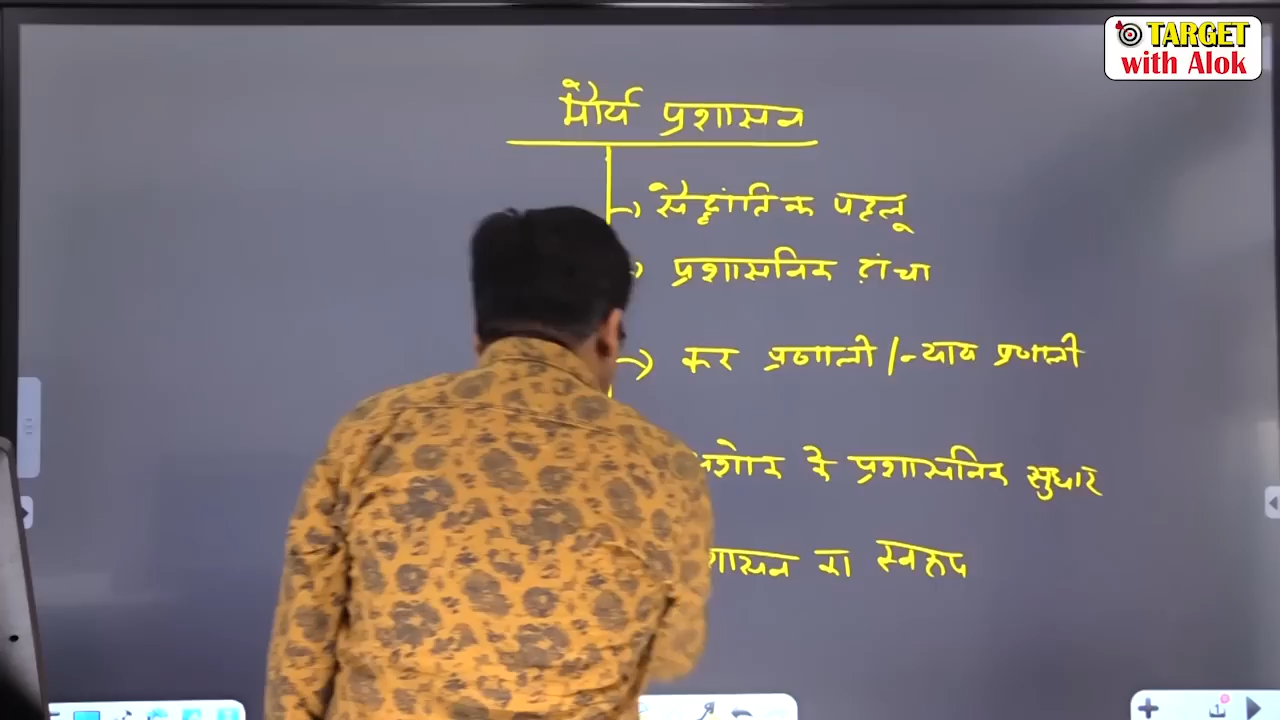 TARGET
with Alok
मौर्य प्रशासन
→ सैद्धांतिक पहलू
→ प्रशासनिक ढांचा
→ कर प्रणाली / न्याय प्रणाली
के प्रशासनिक सुधार
का स्वरूप